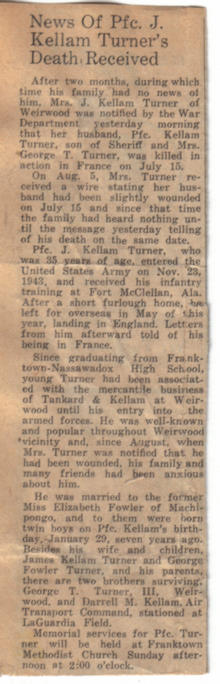 News Of Pfc. J.
Kellam Turner's
Death Received
After two months, during which
time his family had no news of
him, Mrs. J. Kellam Turner of
Weirwood was notified by the War
Department yesterday morning
that her husband, Pfc. Kellam
Turner, son of Sheriff and Mrs.
George T. Turner, was killed in
action in France on July 15.
On Aug. 5, Mrs. Turner re-
ceived a wire stating her hus-
band had been slightly wounded
on July 15 and since that time
the family had heard nothing un-
til the message yesterday telling
of his death on the same date.
Pfc. J. Kellam Turner, who
was 35 years of age, entered the
United States Army on Nov. 23,
1943, and received his infantry
training at Fort McClellan, Ala.
After a short furlough home, he
left for overseas in May of this
year, landing in England. Letters
from him afterward told of his
being in France.
Since graduating from Frank-
town-Nassawadox High School,
young Turner had been associat-
ed with the mercantile business
of Tankard & Kellam at Weir-
wood until his entry into the
armed forces. He was well-known
and popular throughout Weirwood
vicinity and, since August, when
Mrs. Turner was notified that he
had been wounded, his family and
many friends had been anxious
about him.
He was married to the former
Miss Elizabeth Fowler of Machi-
pongo, and to them were born
twin boys on Pfc. Kellam's birth-
day, January 29, seven years ago.
Besides his wife and children,
James Kellam Turner and George
Fowler Turner, and his parents,
there are two brothers surviving,
George T. Turner, III, Weir-
wood, and Darrell M. Kellam, Air
Transport Command, stationed at
LaGuardia Field.
Memorial services for Pfc. Tur-
ner will be held at Franktown
Methodist Church Sunday after-
noon at 2:00 o'clock.